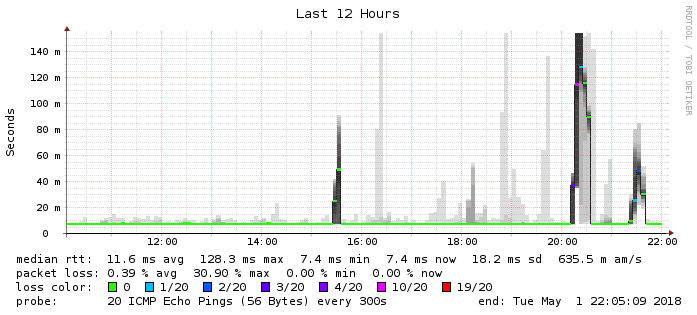 Last 12 Hours
RRDTOOL / TOBI OETIKER
Seconds
140 m
120 m
100 m
80 m
60 m
40 m
20 m
0
12:00 14:00 16:00 18:00 20:00 22:00
median rtt: 11.6 ms avg 128.3 ms max 7.4 ms min 7.4 ms now 18.2 ms sd 635.5 m am/s
packet loss: 0.39 % avg 30.90 % max 0.00 % min 0.00 % now
loss color: 0 1/20 2/20 3/20 4/20 10/20 19/20
probe: 20 ICMP Echo Pings (56 Bytes) every 300s end: Tue May 1 22:05:09 2018